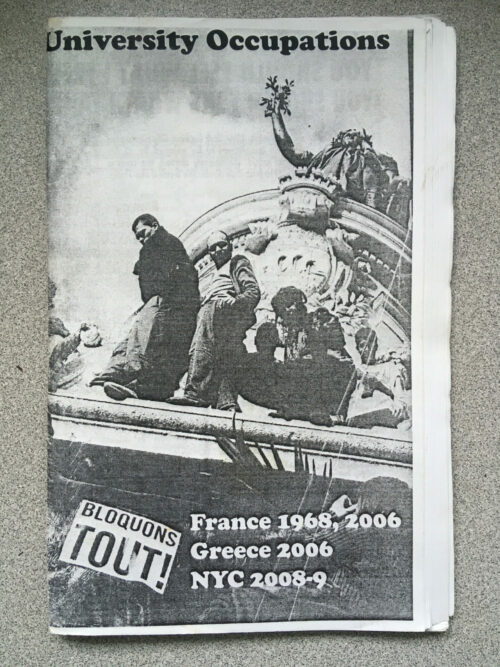 University Occupations
BLOQUONS
TOUT!
France 1968, 2006
Greece 2006
NYC 2008-9